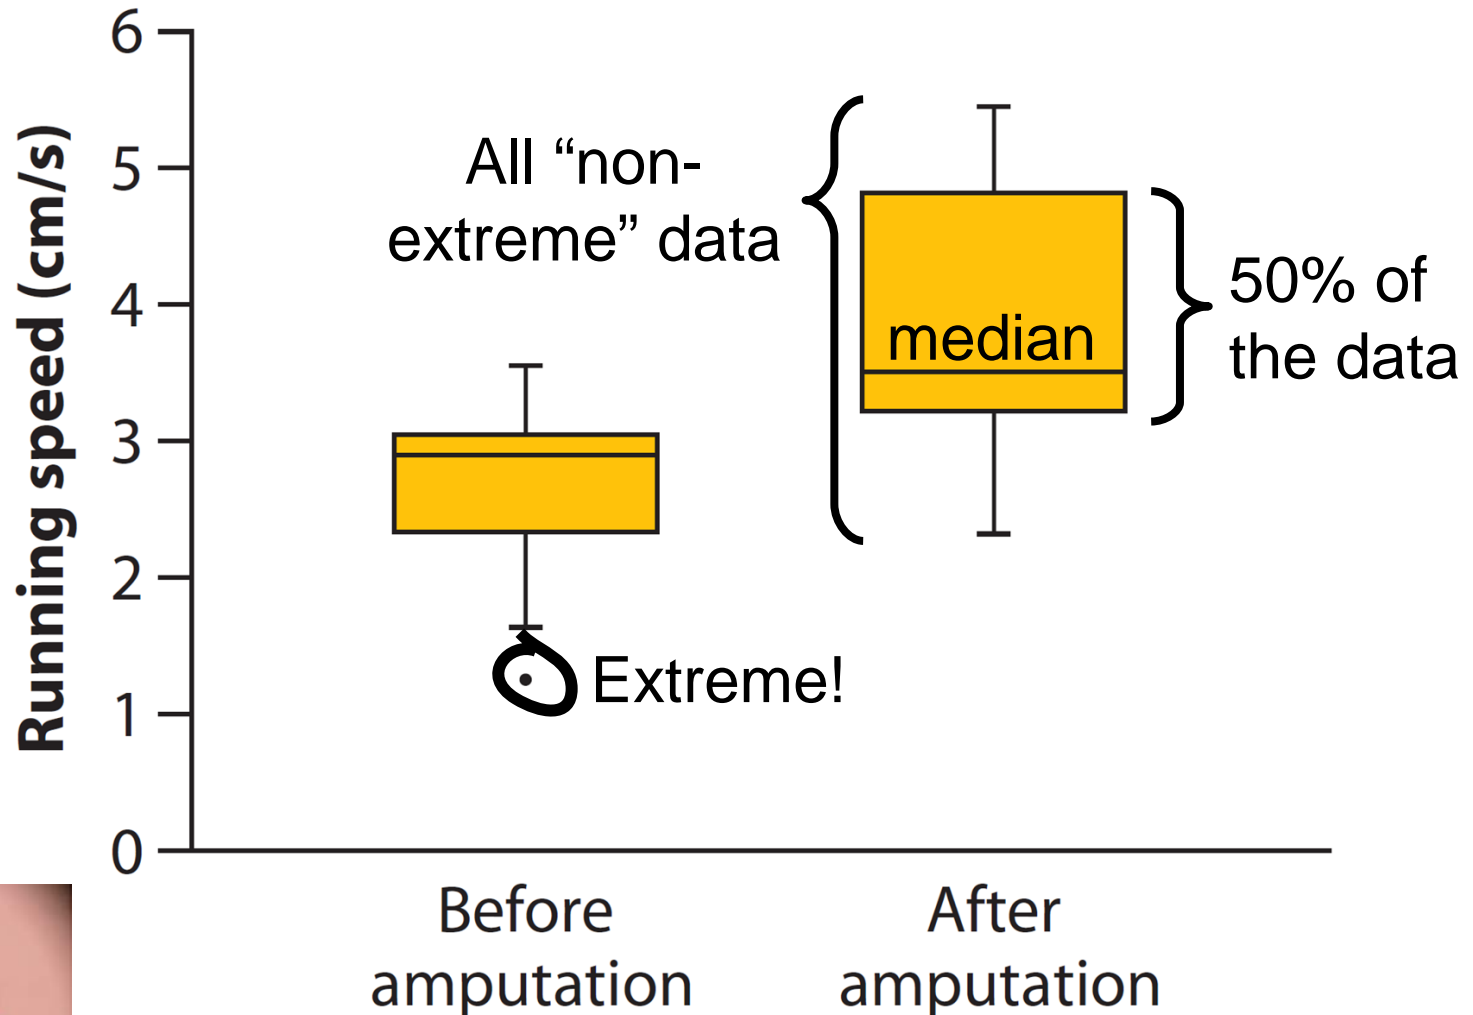 Running speed (cm/s)
6
5
4
3
2
1
0
All “non-
extreme” data
median
50% of
the data
Extreme!
Before
amputation
After
amputation